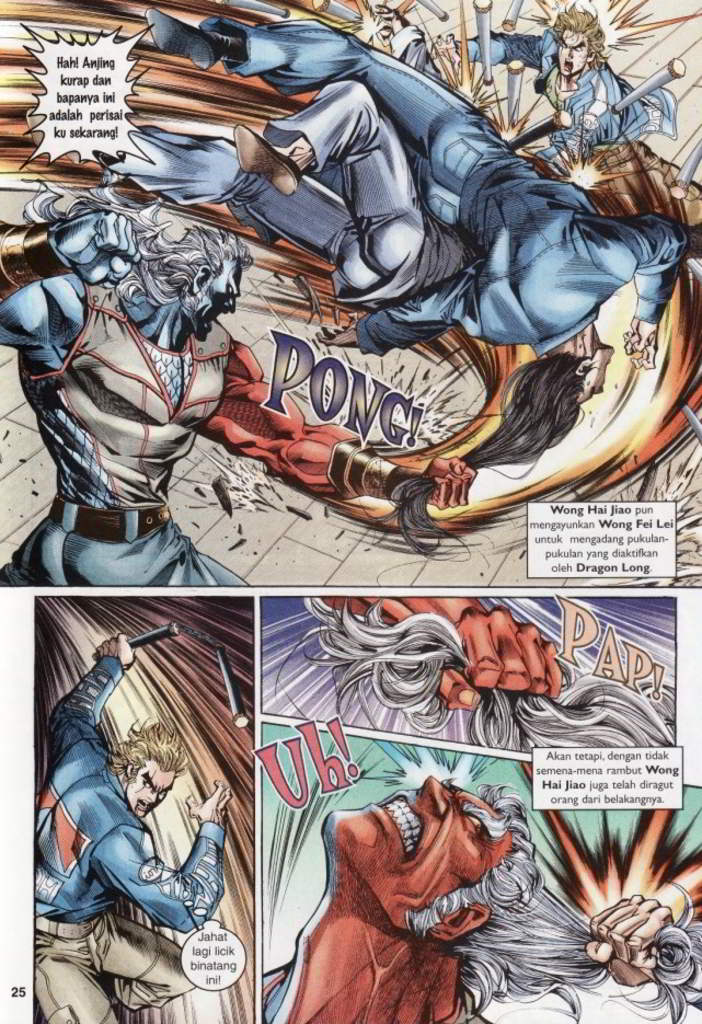 Hah! Anjing
kurap dan
bapanya ini
adalah perisai
ku sekarang!
PONG!
Wong Hai Jiao pun
mengayunkan Wong Fei Lei
untuk mengadang pukulan-
pukulan yang diaktifkan
oleh Dragon Long.
PAP!
Uh!
Akan tetapi, dengan tidak
semena-mena rambut Wong
Hai Jiao juga telah diragut
orang dari belakangnya.
Jahat
lagi licik
binatang
ini!
25